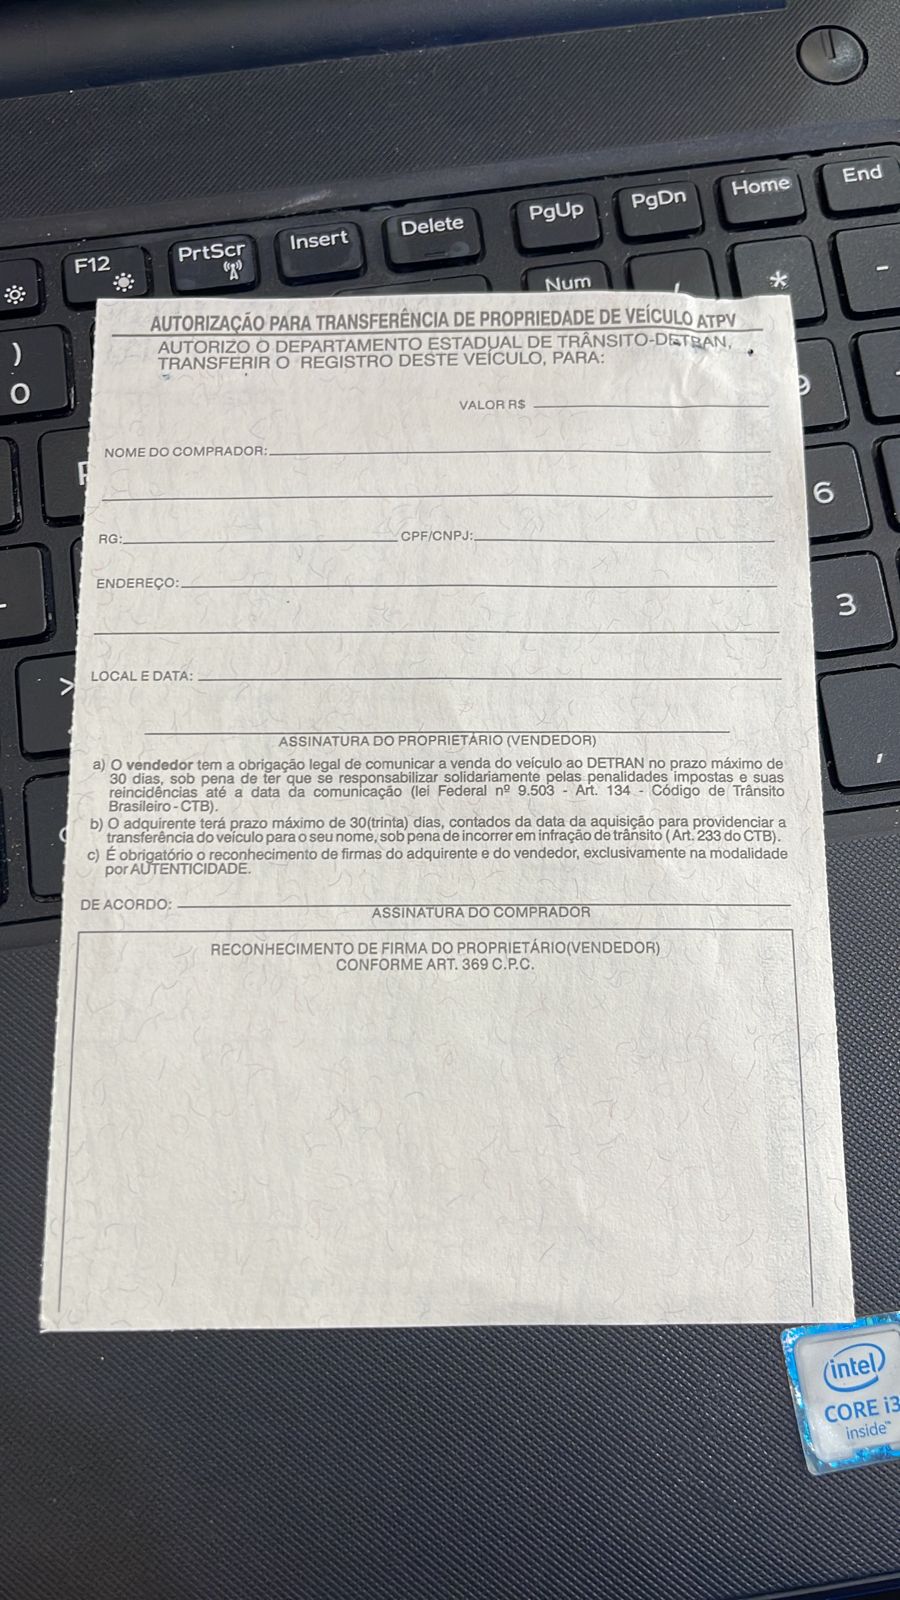 End
Home
PgDn
PgUp
Delete
Insert
PrtScr
F12
Num
*
-
)
0
9
6
3
>
,
AUTORIZAÇÃO PARA TRANSFERÊNCIA DE PROPRIEDADE DE VEÍCULO ATPV
AUTORIZO O DEPARTAMENTO ESTADUAL DE TRÂNSITO-DETRAN,
TRANSFERIR O REGISTRO DESTE VEÍCULO, PARA:
VALOR R$
NOME DO COMPRADOR:
RG: CPF/CNPJ:
ENDEREÇO:
LOCAL E DATA:
ASSINATURA DO PROPRIETÁRIO (VENDEDOR)
a) O vendedor tem a obrigação legal de comunicar a venda do veículo ao DETRAN no prazo máximo de
30 dias, sob pena de ter que se responsabilizar solidariamente pelas penalidades impostas e suas
reincidências até a data da comunicação (lei Federal nº 9.503 - Art. 134 - Código de Trânsito
Brasileiro - CTB).
b) O adquirente terá prazo máximo de 30(trinta) dias, contados da data da aquisição para providenciar a
transferência do veículo para o seu nome, sob pena de incorrer em infração de trânsito ( Art. 233 do CTB).
c) É obrigatório o reconhecimento de firmas do adquirente e do vendedor, exclusivamente na modalidade
por AUTENTICIDADE.
DE ACORDO:
ASSINATURA DO COMPRADOR
RECONHECIMENTO DE FIRMA DO PROPRIETÁRIO(VENDEDOR)
CONFORME ART. 369 C.P.C.
intel
CORE i3
inside™